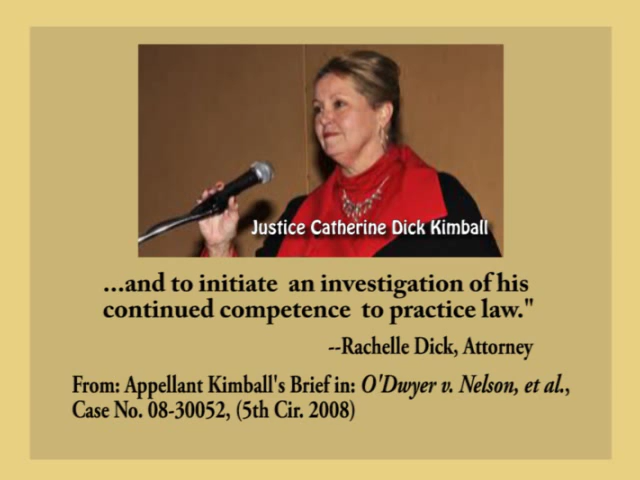 Justice Catherine Dick Kimball
...and to initiate an investigation of his
continued competence to practice law."
--Rachelle Dick, Attorney
From: Appellant Kimball's Brief in: O'Dwyer v. Nelson, et al.,
Case No. 08-30052, (5th Cir. 2008)